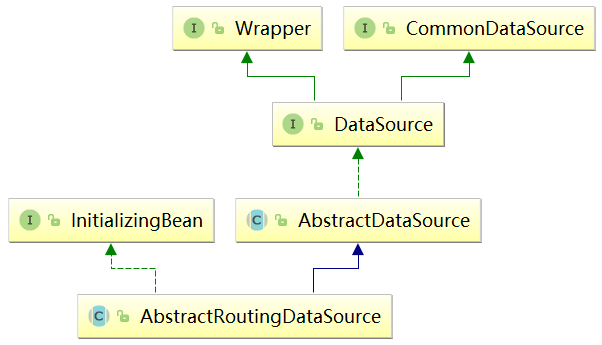 I Wrapper
I CommonDataSource
I DataSource
I InitializingBean
C AbstractDataSource
C AbstractRoutingDataSource